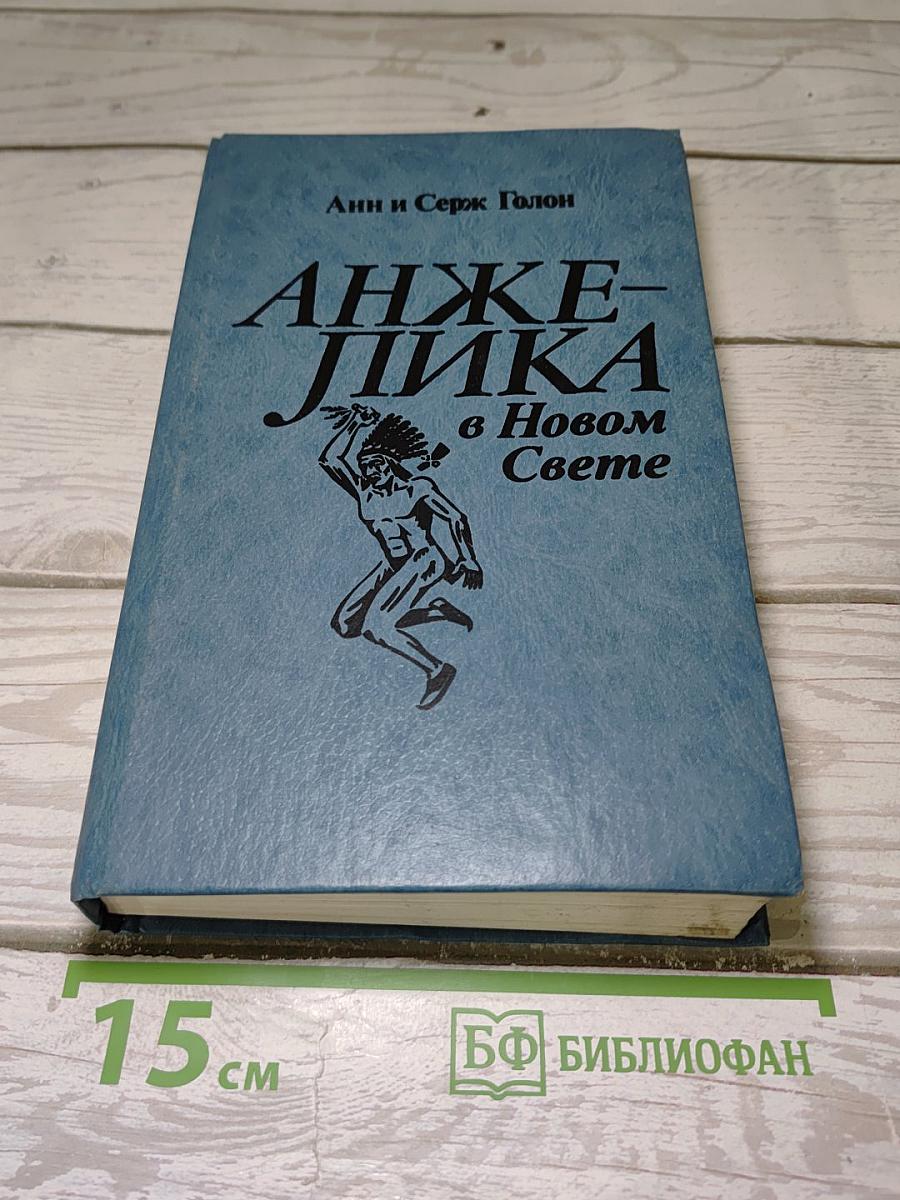 Анн и Серж Голон
АНЖЕ-
ЛИКА
в Новом
Свете
15 см
БФ БИБЛИОФАН